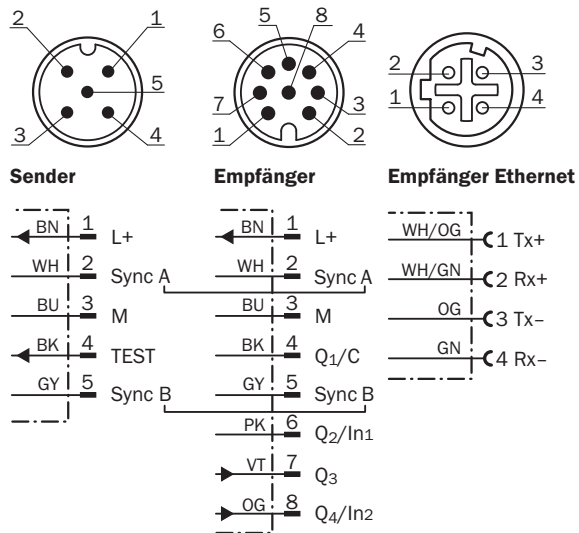 2 1
5
3 4
5 8
6 4
7 3
1 2
2 3
1 4
Sender
BN 1 L+
WH 2 Sync A
BU 3 M
BK 4 TEST
GY 5 Sync B
Empfänger
BN 1 L+
WH 2 Sync A
BU 3 M
BK 4 Q1/C
GY 5 Sync B
PK 6 Q2/In1
VT 7 Q3
OG 8 Q4/In2
Empfänger Ethernet
WH/OG 1 Tx+
WH/GN 2 Rx+
OG 3 Tx–
GN 4 Rx–